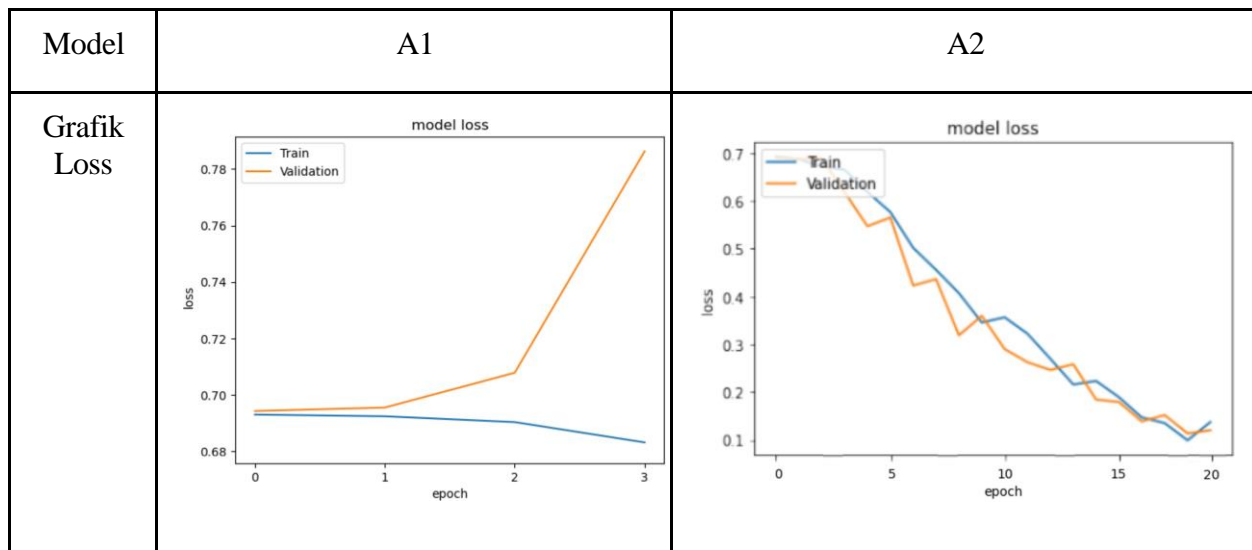 Model
A1
A2
Grafik
Loss
model loss
Train
Validation
0.78
0.76
0.74
0.72
0.70
0.68
loss
0
1
2
3
epoch
model loss
Train
Validation
0.7
0.6
0.5
0.4
0.3
0.2
0.1
loss
0
5
10
15
20
epoch